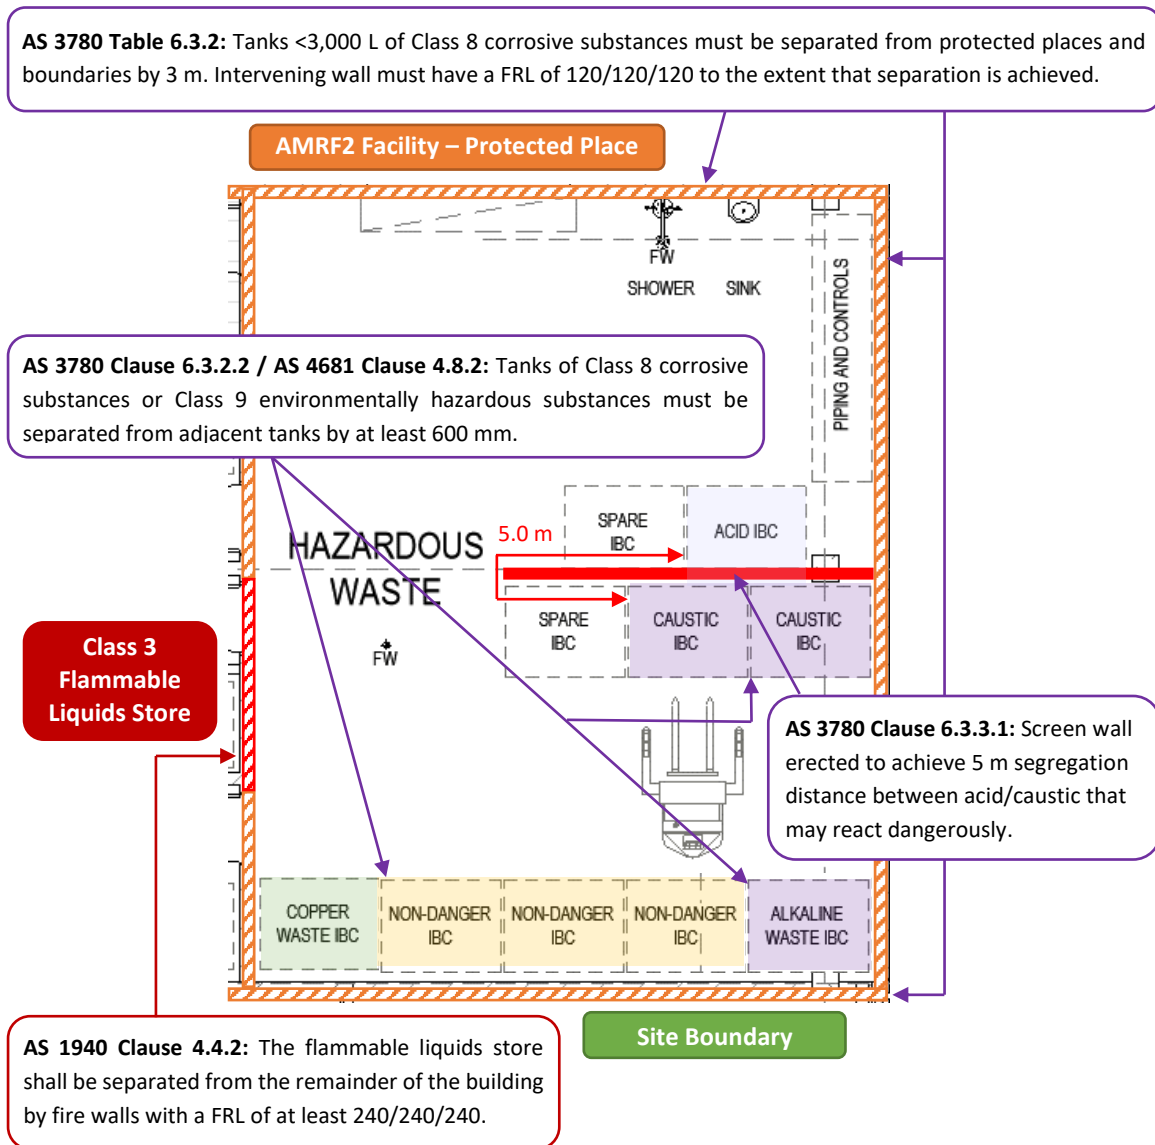 AS 3780 Table 6.3.2: Tanks <3,000 L of Class 8 corrosive substances must be separated from protected places and
boundaries by 3 m. Intervening wall must have a FRL of 120/120/120 to the extent that separation is achieved.
AMRF2 Facility – Protected Place
FW
SHOWER
SINK
PIPING AND CONTROLS
AS 3780 Clause 6.3.2.2 / AS 4681 Clause 4.8.2: Tanks of Class 8 corrosive
substances or Class 9 environmentally hazardous substances must be
separated from adjacent tanks by at least 600 mm.
SPARE
IBC
ACID IBC
5.0 m
HAZARDOUS
WASTE
FW
SPARE
IBC
CAUSTIC
IBC
CAUSTIC
IBC
Class 3
Flammable
Liquids Store
AS 3780 Clause 6.3.3.1: Screen wall
erected to achieve 5 m segregation
distance between acid/caustic that
may react dangerously.
COPPER
WASTE IBC
NON-DANGER
IBC
NON-DANGER
IBC
NON-DANGER
IBC
ALKALINE
WASTE IBC
Site Boundary
AS 1940 Clause 4.4.2: The flammable liquids store
shall be separated from the remainder of the building
by fire walls with a FRL of at least 240/240/240.